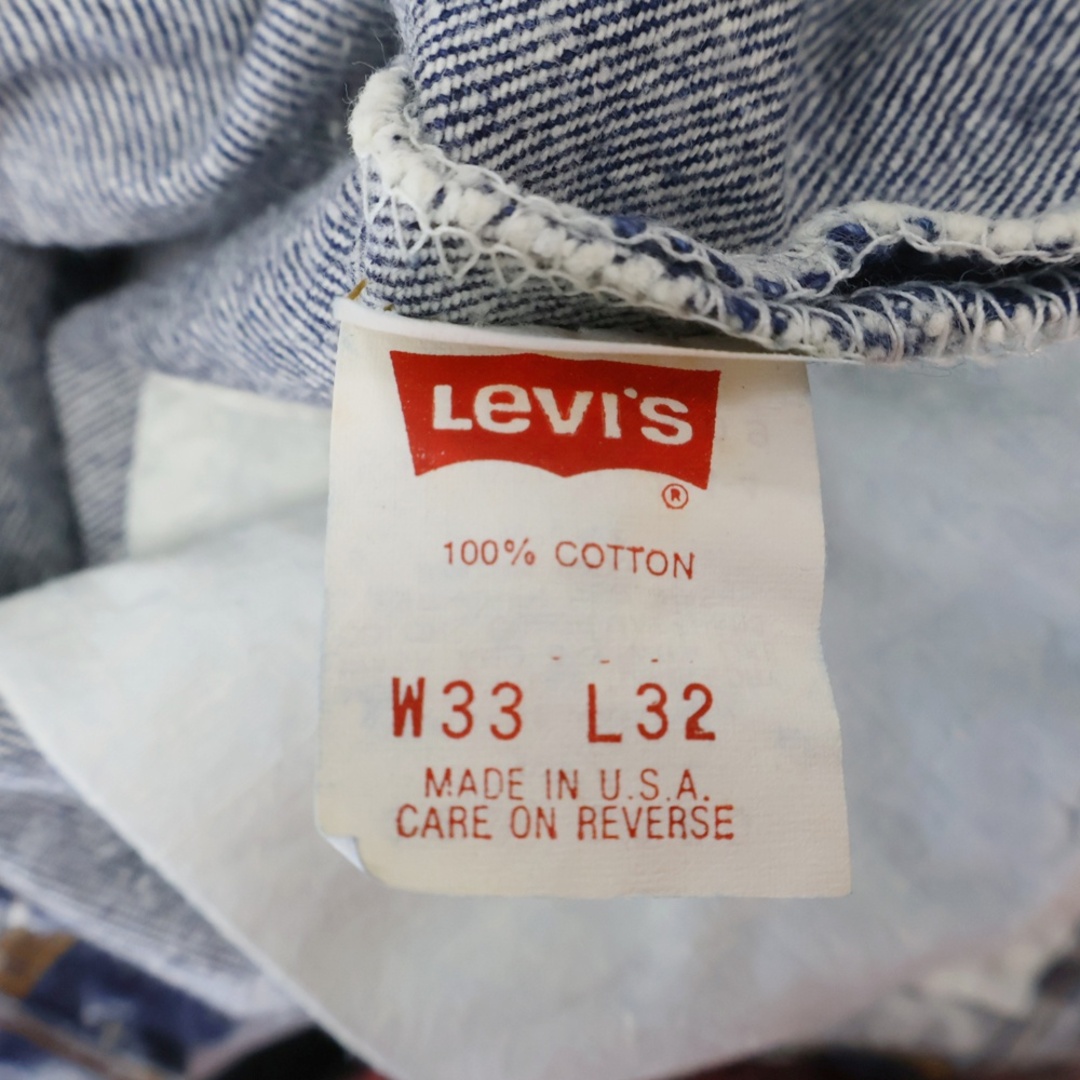 LEVI'S
®
100% COTTON
W33 L32
MADE IN U.S.A.
CARE ON REVERSE